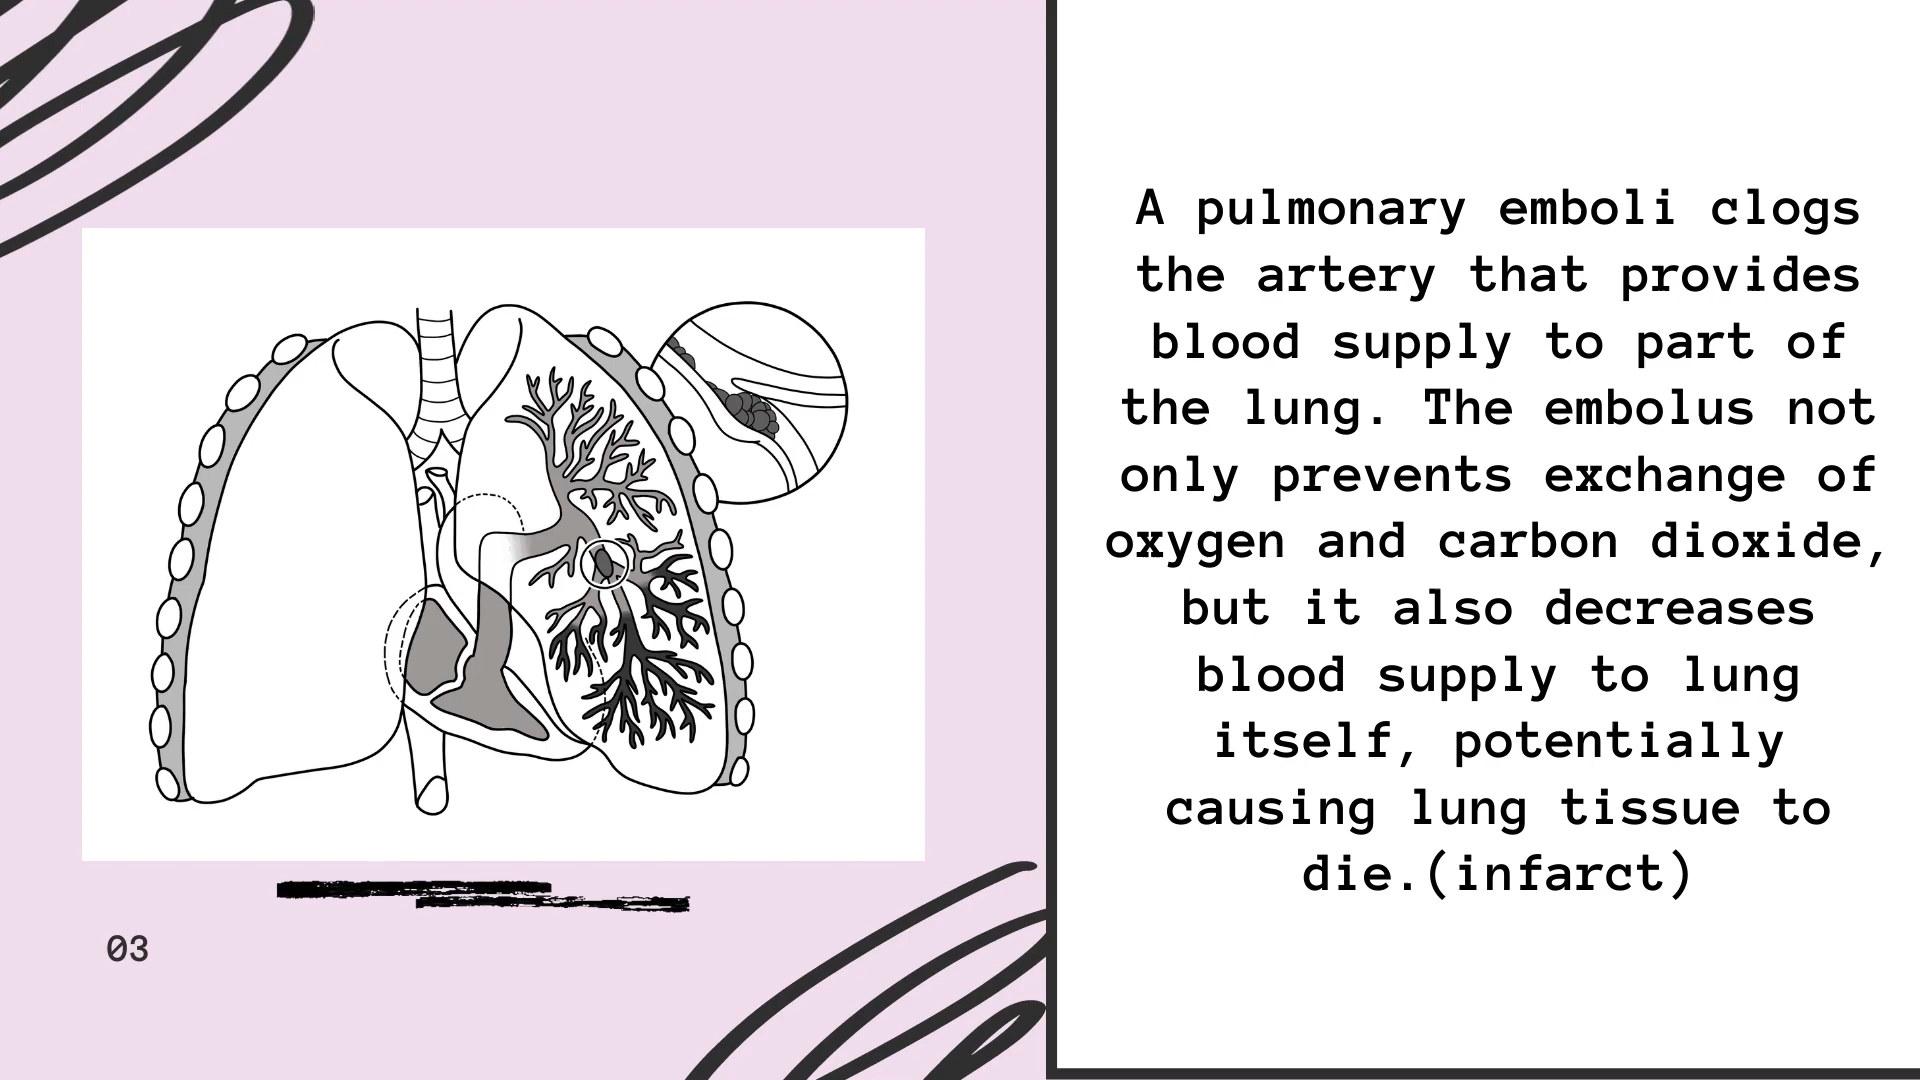 A pulmonary emboli clogs
the artery that provides
blood supply to part of
the lung. The embolus not
only prevents exchange of
oxygen and carbon dioxide,
but it also decreases
blood supply to lung
itself, potentially
causing lung tissue to
die.(infarct)
03